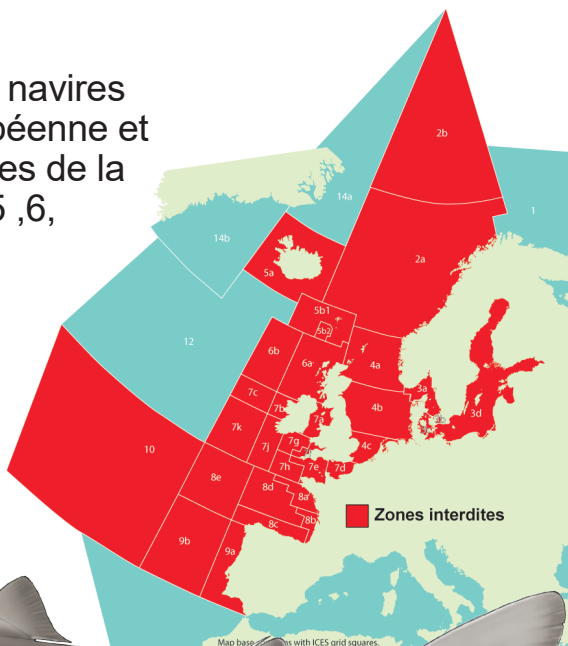 navires
péenne et
es de la
5 ,6,
2b
1
14a
14b
2a
5a
5b1
5b2
12
6b
6a
4a
3a
7c
7b
4b
3d
7k
7j
7g
4c
10
7h
7e
7d
8e
8d
8a
8b
8c
9b
9a
Zones interdites
Map base with ICES grid squares.